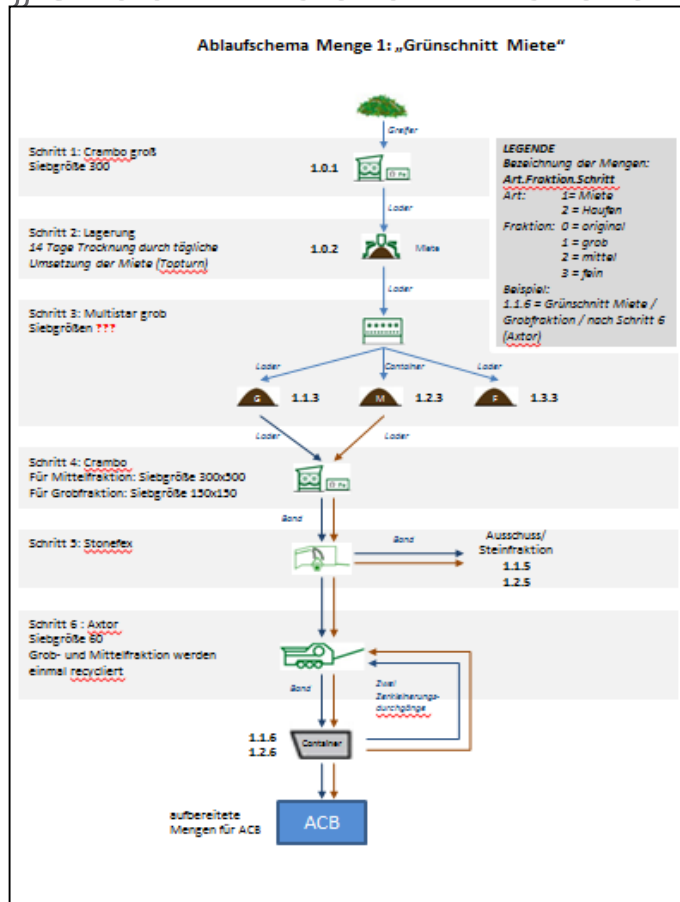 Ablaufschema Menge 1: „Grünschnitt Miete“
Greifer
Schritt 1: Crambo groß
Siebgröße 300
1.0.1
Lader
Schritt 2: Lagerung
14 Tage Trocknung durch tägliche
Umsetzung der Miete (Topturn)
1.0.2
Miete
Lader
Schritt 3: Multistar grob
Siebgrößen ???
Lader
Container
Lader
G
1.1.3
M
1.2.3
F
1.3.3
Lader
Lader
Schritt 4: Crambo
Für Mittelfraktion: Siebgröße 300x500
Für Grobfraktion: Siebgröße 150x150
Band
Schritt 5: Stonefex
Band
Ausschuss/
Steinfraktion
1.1.5
1.2.5
Schritt 6 : Axtor
Siebgröße 60
Grob- und Mittelfraktion werden
einmal recycliert
Band
Zwei
Zerkleinerungs-
durchgänge
1.1.6
1.2.6
Container
aufbereitete
Mengen für ACB
ACB
LEGENDE
Bezeichnung der Mengen:
Art.Fraktion.Schritt
Art: 1= Miete
2 = Haufen
Fraktion: 0 = original
1 = grob
2 = mittel
3 = fein
Beispiel:
1.1.6 = Grünschnitt Miete /
Grobfraktion / nach Schritt 6
(Axtor)